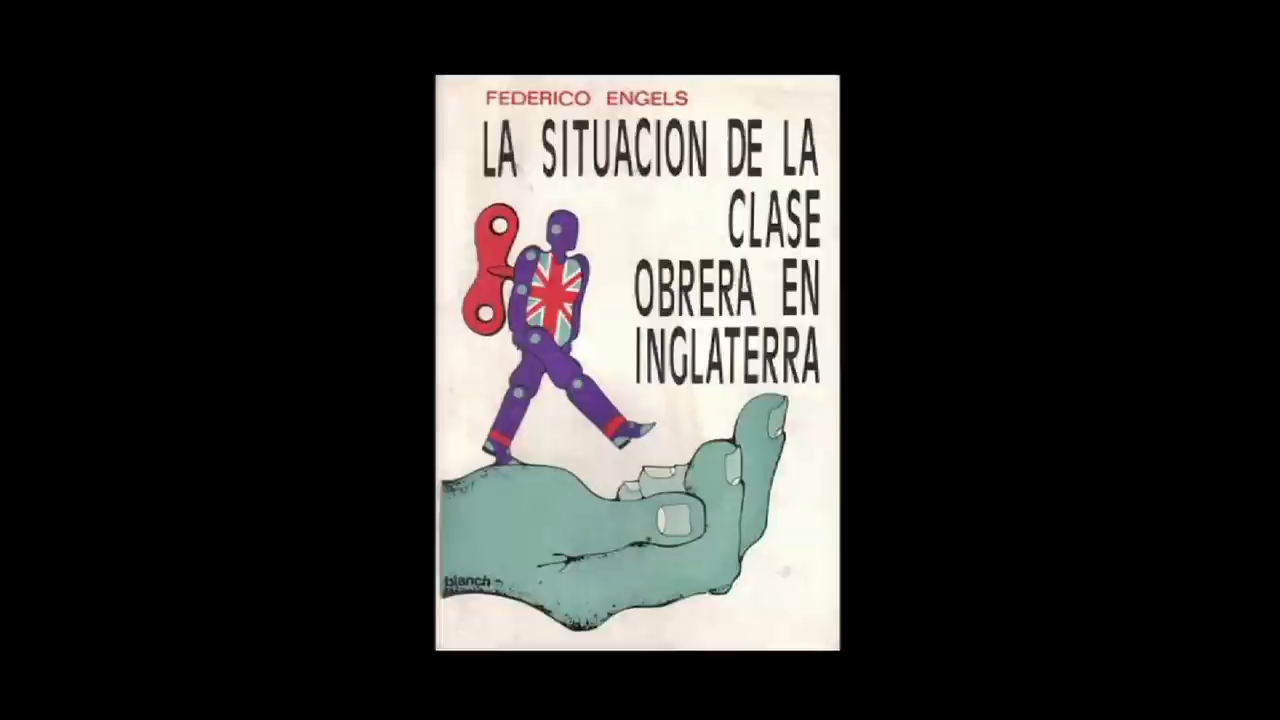 FEDERICO ENGELS
LA SITUACION DE LA
CLASE
OBRERA EN
INGLATERRA
blanch